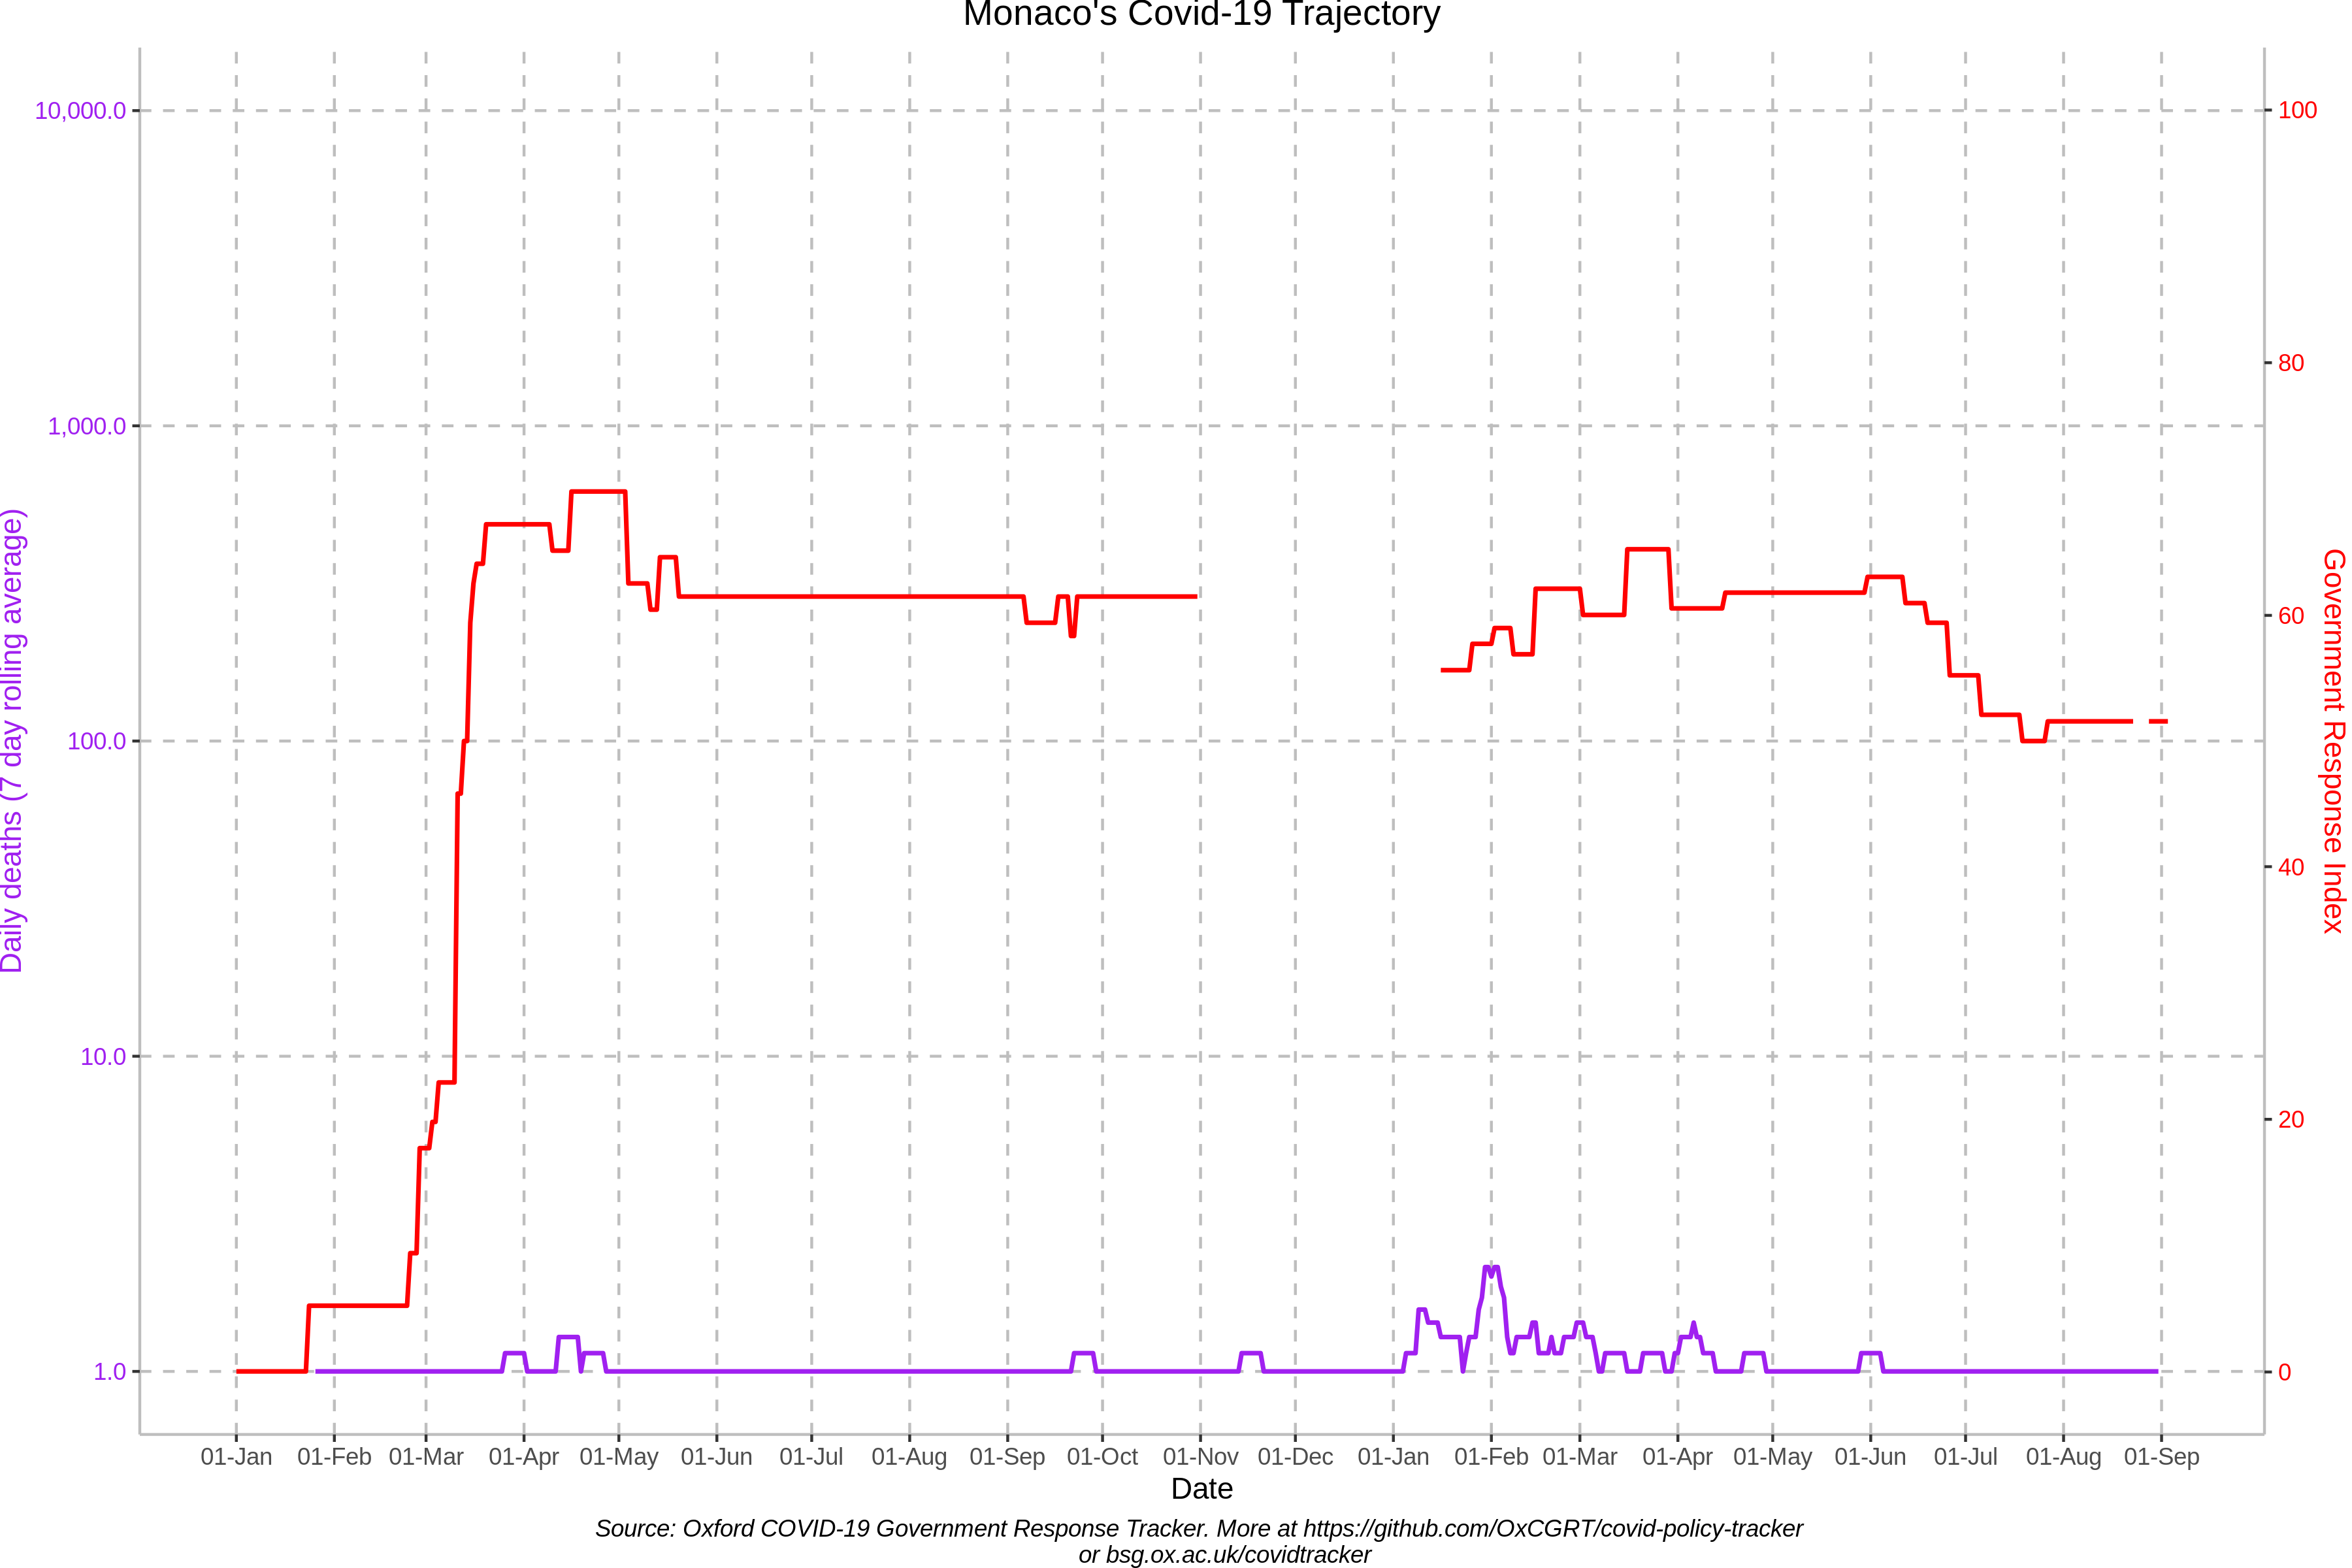 Monaco's Covid-19 Trajectory
Daily deaths (7 day rolling average)
10,000.0
1,000.0
100.0
10.0
1.0
100
80
60
40
20
0
Government Response Index
01-Jan 01-Feb 01-Mar 01-Apr 01-May 01-Jun 01-Jul 01-Aug 01-Sep 01-Oct 01-Nov 01-Dec 01-Jan 01-Feb 01-Mar 01-Apr 01-May 01-Jun 01-Jul 01-Aug 01-Sep
Date
Source: Oxford COVID-19 Government Response Tracker. More at https://github.com/OxCGRT/covid-policy-tracker
or bsg.ox.ac.uk/covidtracker